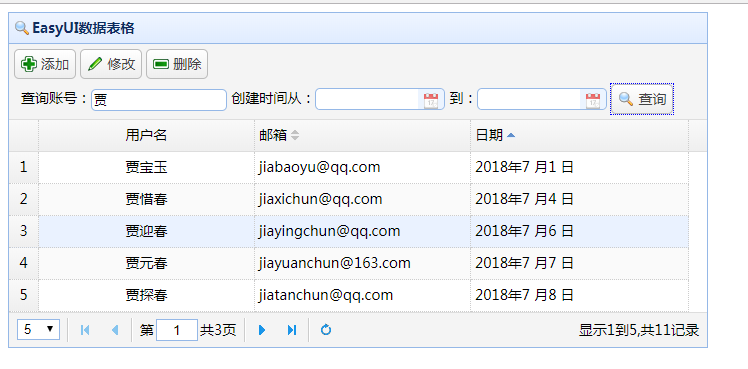 EasyUI数据表格
添加 修改 删除
查询账号：贾 创建时间从： 到： 查询
用户名 邮箱 日期
1 贾宝玉 jiabaoyu@qq.com 2018年7 月1 日
2 贾惜春 jiaxichun@qq.com 2018年7 月4 日
3 贾迎春 jiayingchun@qq.com 2018年7 月6 日
4 贾元春 jiayuanchun@163.com 2018年7 月7 日
5 贾探春 jiatanchun@qq.com 2018年7 月8 日
5 第 1 共3页 显示1到5,共11记录